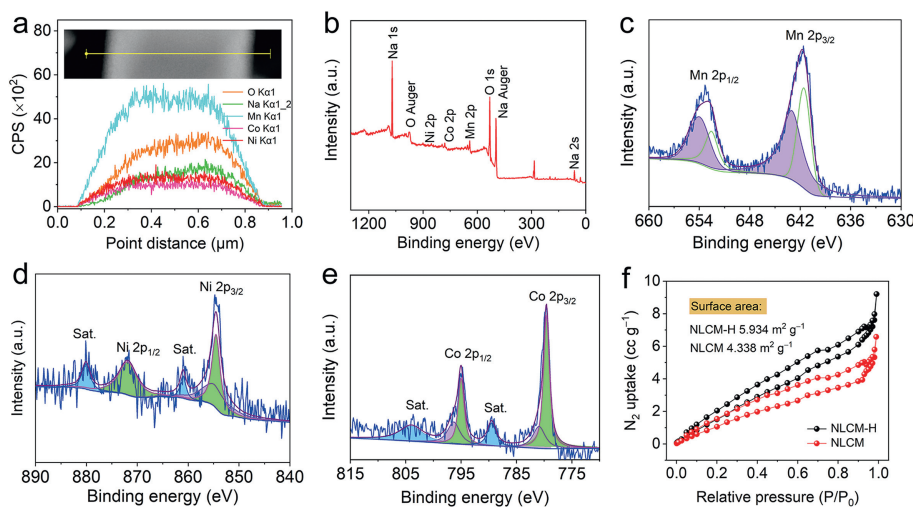 a
CPS (×10²)
80
60
40
20
0
O Kα1
Na Kα1_2
Mn Kα1
Co Kα1
Ni Kα1
0.0 0.2 0.4 0.6 0.8 1.0
Point distance (μm)
b
Intensity (a.u.)
Na 1s
O Auger
Ni 2p
Co 2p
Mn 2p
O 1s
Na Auger
Na 2s
1200 900 600 300 0
Binding energy (eV)
c
Intensity (a.u.)
Mn 2p1/2
Mn 2p3/2
660 654 648 642 636 630
Binding energy (eV)
d
Intensity (a.u.)
Sat.
Ni 2p1/2
Sat.
Ni 2p3/2
890 880 870 860 850 840
Binding energy (eV)
e
Intensity (a.u.)
Sat.
Co 2p1/2
Sat.
Co 2p3/2
815 805 795 785 775
Binding energy (eV)
f
N2 uptake (cc g−1)
10
8
6
4
2
0
Surface area:
NLCM-H 5.934 m² g−1
NLCM 4.338 m² g−1
NLCM-H
NLCM
0.0 0.2 0.4 0.6 0.8 1.0
Relative pressure (P/P0)